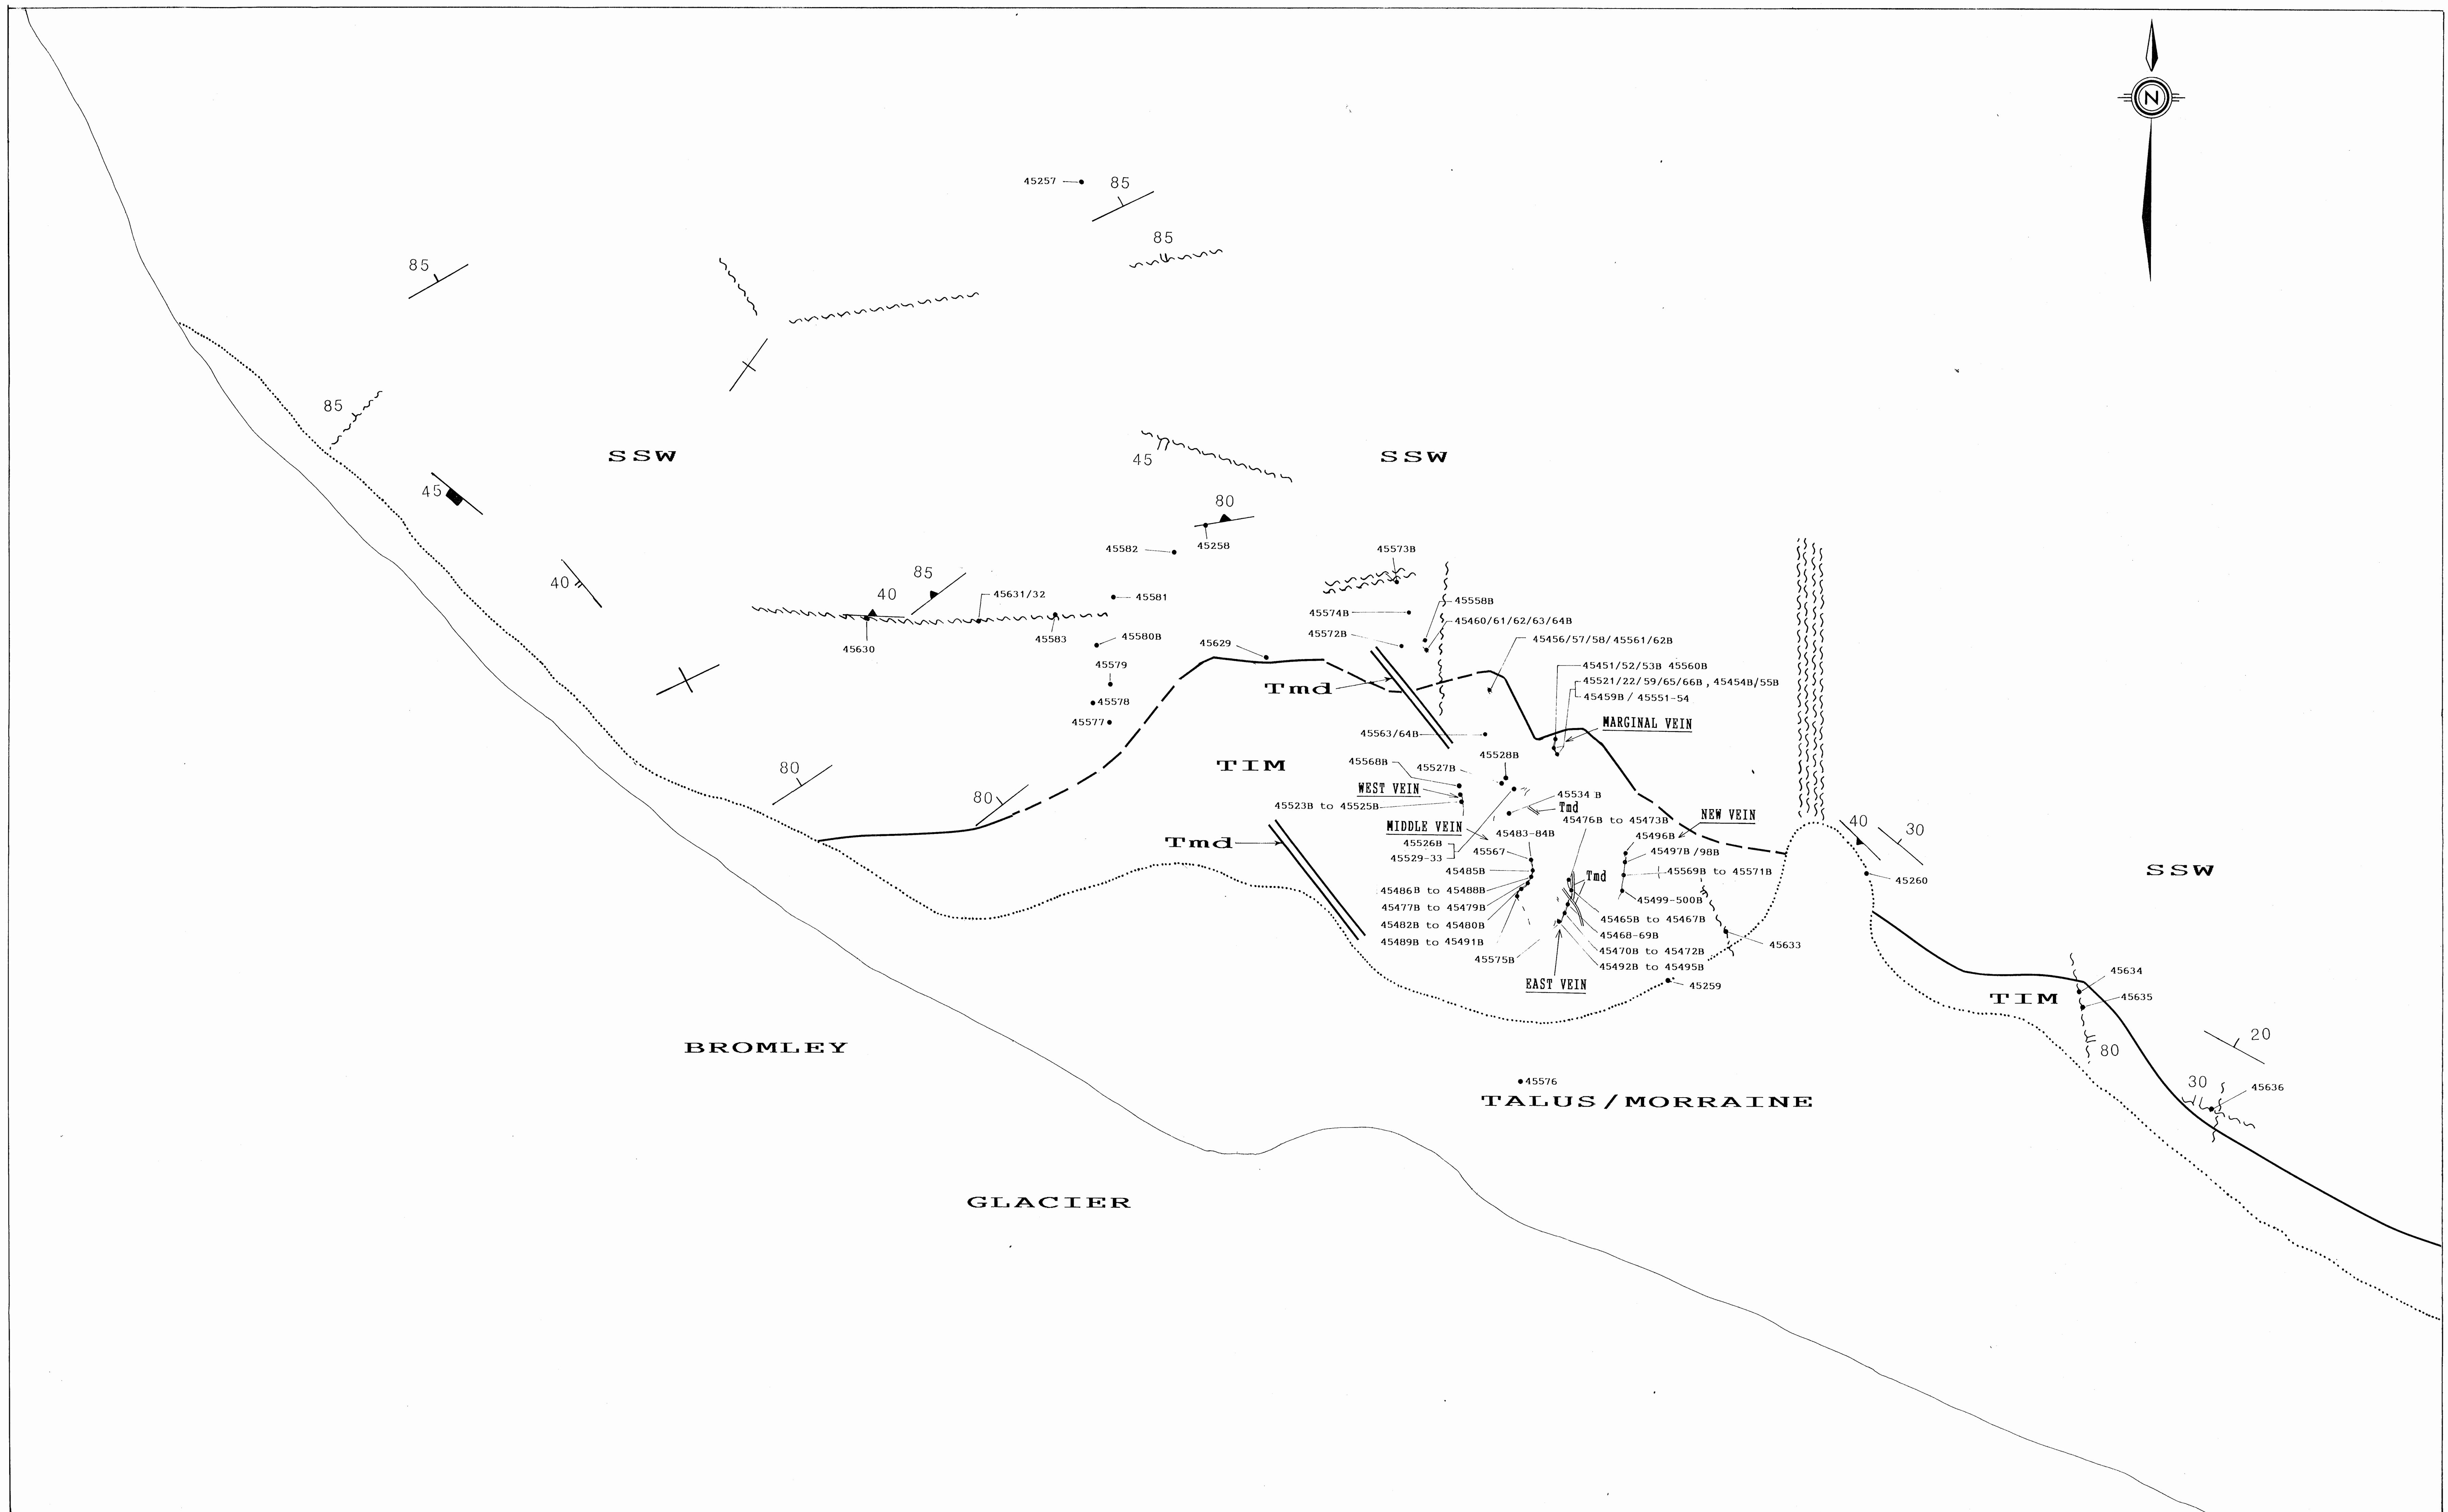 N
45257
85
85
85
85
SSW
SSW
45
45
80
45258
45582
45573B
40
85
40
45631/32
45581
45558B
45574B
45460/61/62/63/64B
45583
45580B
45572B
45456/57/58/45561/62B
45630
45629
45579
45451/52/53B 45560B
Tmd
45521/22/59/65/66B , 45454B/55B
45459B / 45551-54
45578
45577
MARGINAL VEIN
45563/64B
45528B
TIM
45568B
45527B
80
WEST VEIN
45534 B
80
45523B to 45525B
Tmd
NEW VEIN
45476B to 45473B
MIDDLE VEIN
45483-84B
45496B
40
30
Tmd
45526B
45567
45497B /98B
45529-33
45485B
Tmd
45569B to 45571B
SSW
45260
45486B to 45488B
45499-500B
45477B to 45479B
45465B to 45467B
45482B to 45480B
45468-69B
45489B to 45491B
45633
45470B to 45472B
45575B
45492B to 45495B
EAST VEIN
45259
45634
TIM
45635
20
BROMLEY
80
45576
30
45636
TALUS/MORRAINE
GLACIER